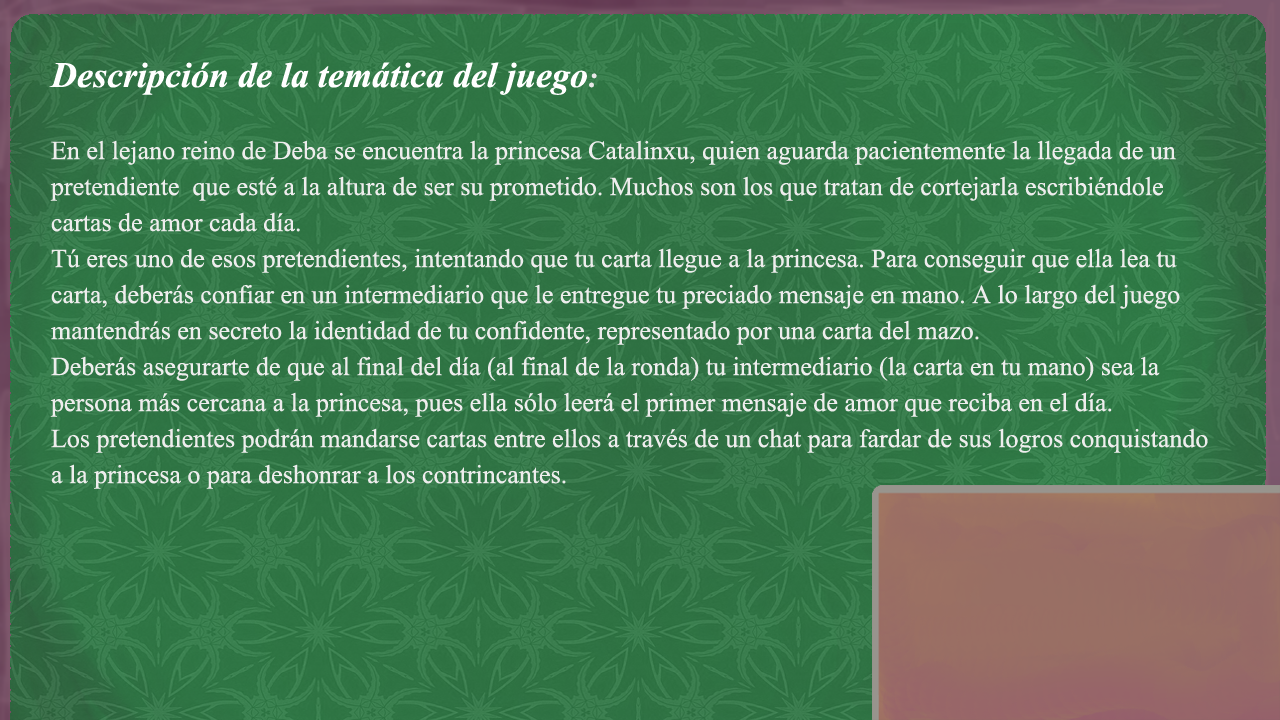 Descripción de la temática del juego:
En el lejano reino de Deba se encuentra la princesa Catalinxu, quien aguarda pacientemente la llegada de un
pretendiente  que esté a la altura de ser su prometido. Muchos son los que tratan de cortejarla escribiéndole
cartas de amor cada día.
Tú eres uno de esos pretendientes, intentando que tu carta llegue a la princesa. Para conseguir que ella lea tu
carta, deberás confiar en un intermediario que le entregue tu preciado mensaje en mano. A lo largo del juego
mantendrás en secreto la identidad de tu confidente, representado por una carta del mazo.
Deberás asegurarte de que al final del día (al final de la ronda) tu intermediario (la carta en tu mano) sea la
persona más cercana a la princesa, pues ella sólo leerá el primer mensaje de amor que reciba en el día.
Los pretendientes podrán mandarse cartas entre ellos a través de un chat para fardar de sus logros conquistando
a la princesa o para deshonrar a los contrincantes.